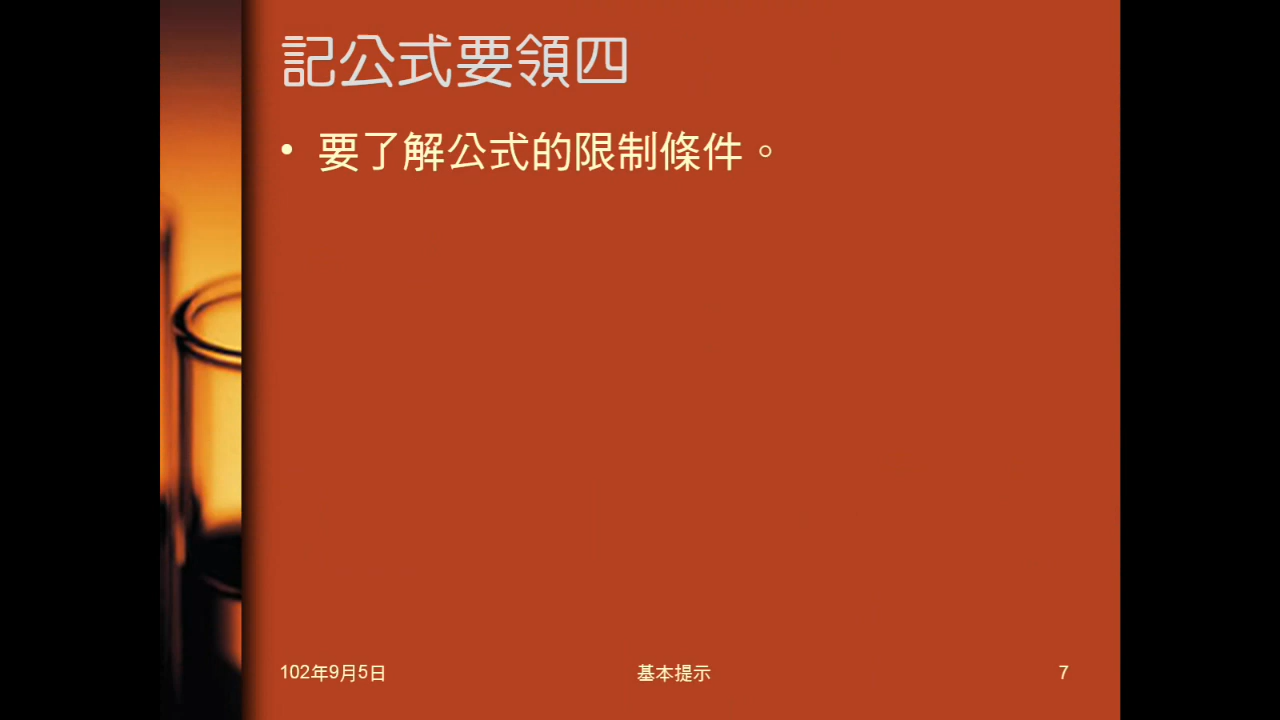 記公式要領四
• 要了解公式的限制條件。
102年9月5日
基本提示
7